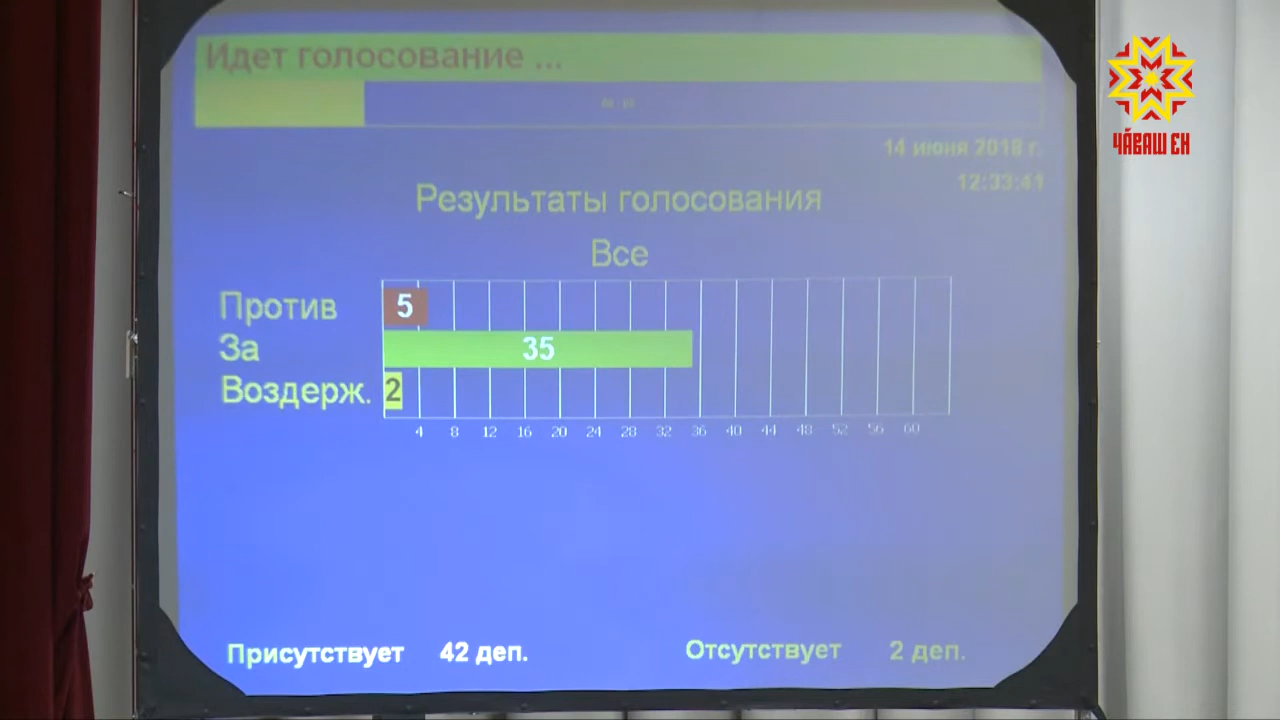 Идет голосование ...
14 июня 2018 г.
12:33:41
ЧĂВАШ ЕН
Результаты голосования
Все
Против 5
За 35
Воздерж. 2
4 8 12 16 20 24 28 32 36 40 44 48 52 56 60
Присутствует 42 деп. Отсутствует 2 деп.